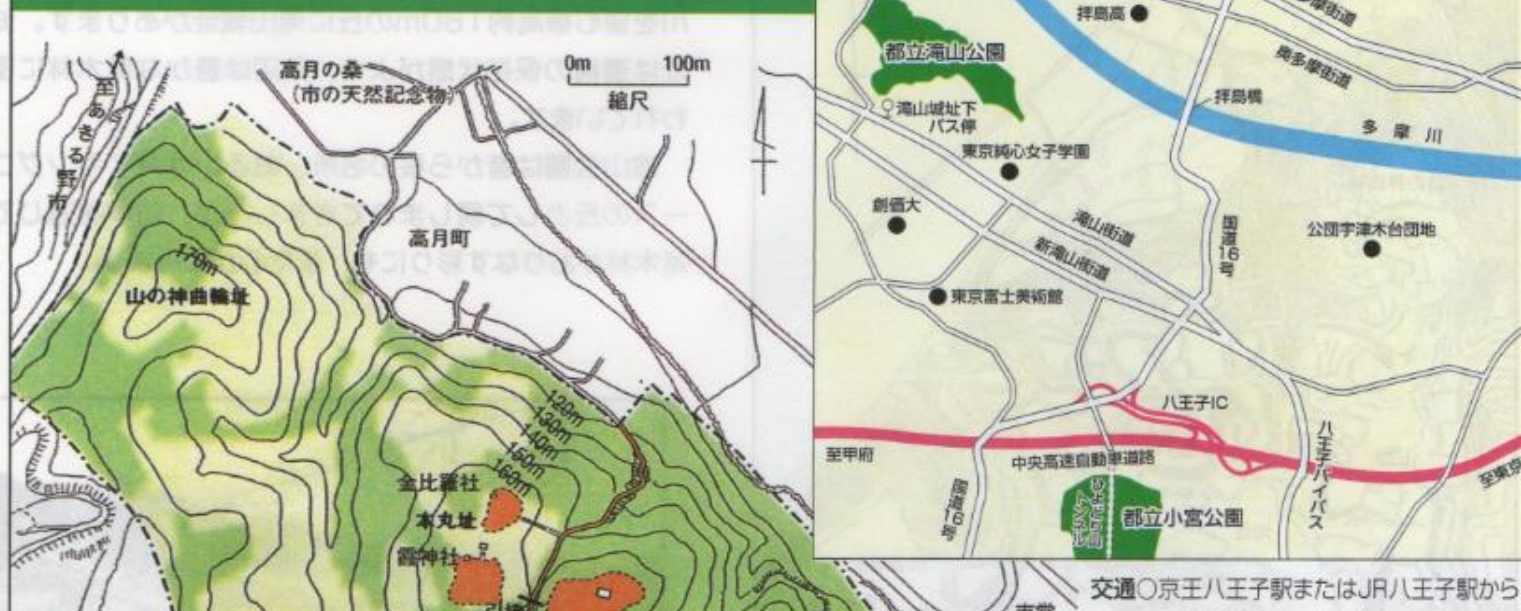 高月の桑
(市の天然記念物)
0m 100m
縮尺
至あきる野市
高月町
170m
山の神曲輪址
120m
130m
140m
150m
160m
金比羅社
本丸址
霞神社
都立滝山公園
滝山城址下
バス停
東京純心女子学園
創価大
滝山街道
新滝山街道
東京富士美術館
拝島高
奥多摩街道
拝島橋
多摩川
国道16号
公団宇津木台団地
八王子IC
至甲府
中央高速自動車道路
八王子バイパス
至東京
国道16号
ひよどり山
トンネル
都立小宮公園
交通○京王八王子駅またはJR八王子駅から